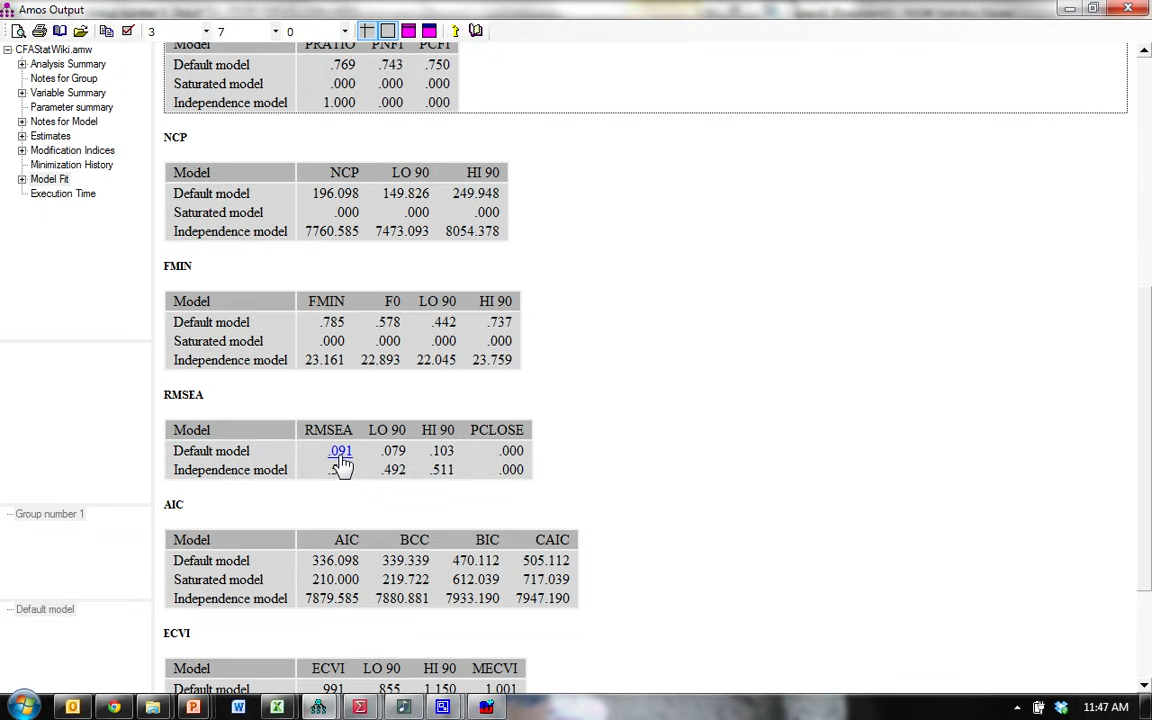 Amos Output
3 7 0 ?
CFAStatWiki.amw
Analysis Summary
Notes for Group
Variable Summary
Parameter summary
Notes for Model
Estimates
Modification Indices
Minimization History
Model Fit
Execution Time
Group number 1
Default model
Model PRATIO PNFI PCFI
Default model .769 .743 .750
Saturated model .000 .000 .000
Independence model 1.000 .000 .000
NCP
Model NCP LO 90 HI 90
Default model 196.098 149.826 249.948
Saturated model .000 .000 .000
Independence model 7760.585 7473.093 8054.378
FMIN
Model FMIN F0 LO 90 HI 90
Default model .785 .578 .442 .737
Saturated model .000 .000 .000 .000
Independence model 23.161 22.893 22.045 23.759
RMSEA
Model RMSEA LO 90 HI 90 PCLOSE
Default model .091 .079 .103 .000
Independence model .492 .511 .000
AIC
Model AIC BCC BIC CAIC
Default model 336.098 339.339 470.112 505.112
Saturated model 210.000 219.722 612.039 717.039
Independence model 7879.585 7880.881 7933.190 7947.190
ECVI
Model ECVI LO 90 HI 90 MECVI
Default model .991 .855 1.150 1.001
11:47 AM